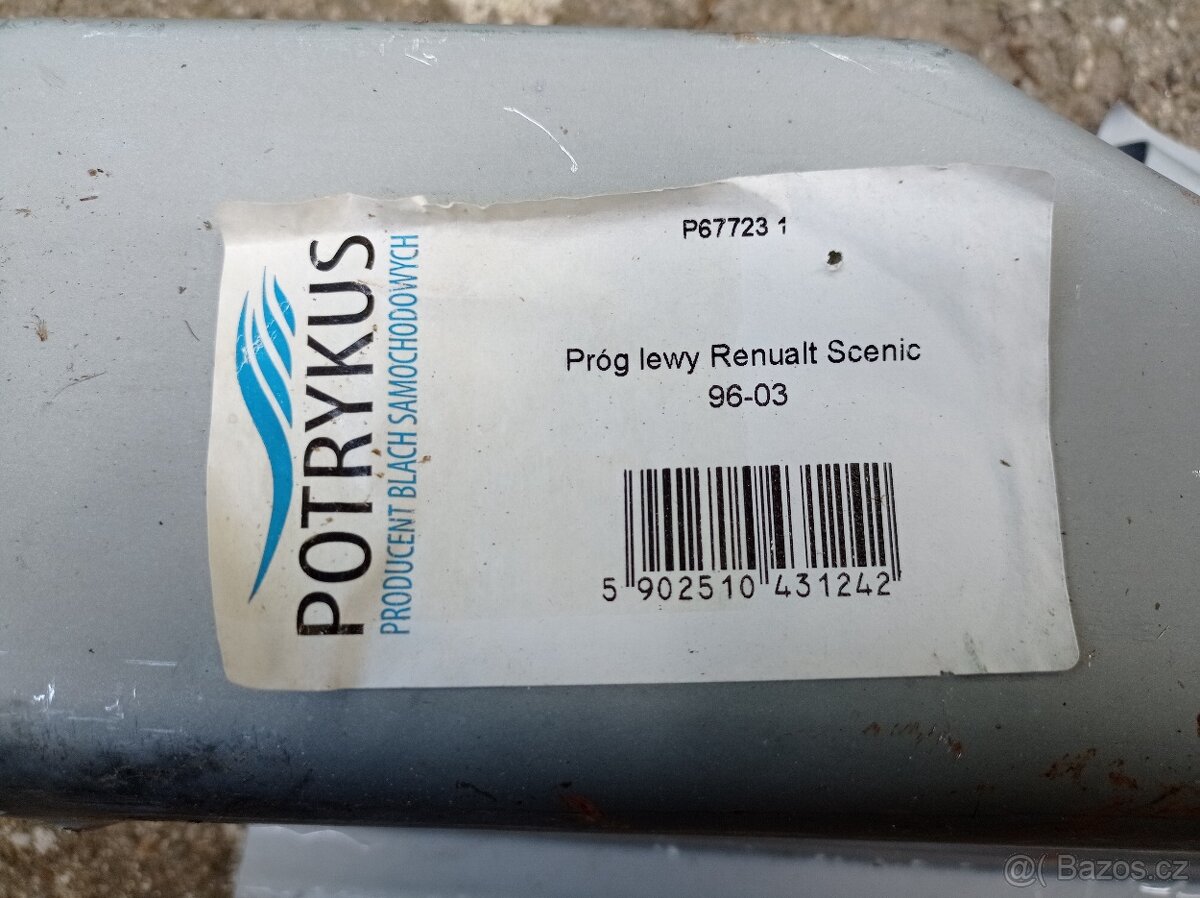 POTRYKUS
PRODUCENT BLACH SAMOCHODOWYCH
P67723 1
Próg lewy Renualt Scenic
96-03
5 902510 431242
@( Bazos.cz